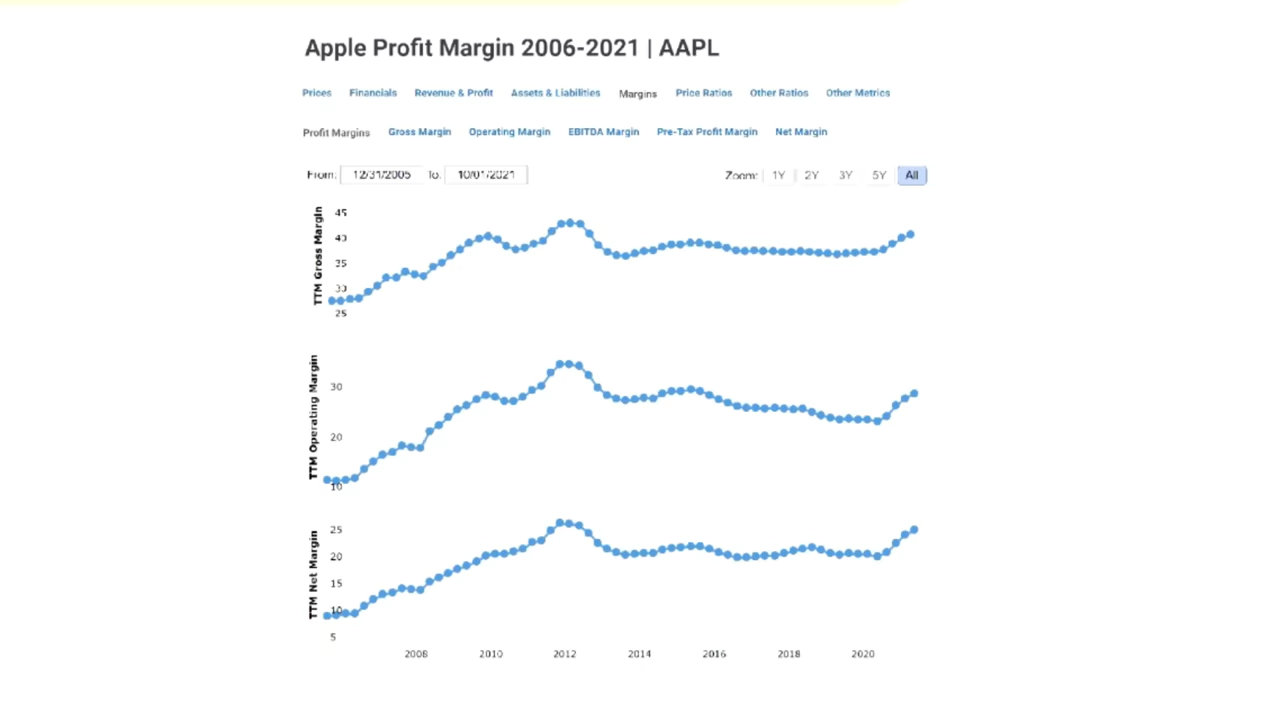 Apple Profit Margin 2006-2021 | AAPL
Prices Financials Revenue & Profit Assets & Liabilities Margins Price Ratios Other Ratios Other Metrics
Profit Margins Gross Margin Operating Margin EBITDA Margin Pre-Tax Profit Margin Net Margin
From: 12/31/2005 To: 10/01/2021 Zoom: 1Y 2Y 3Y 5Y All
TTM Gross Margin
45
40
35
30
25
TTM Operating Margin
30
20
10
TTM Net Margin
25
20
15
10
5
2008 2010 2012 2014 2016 2018 2020